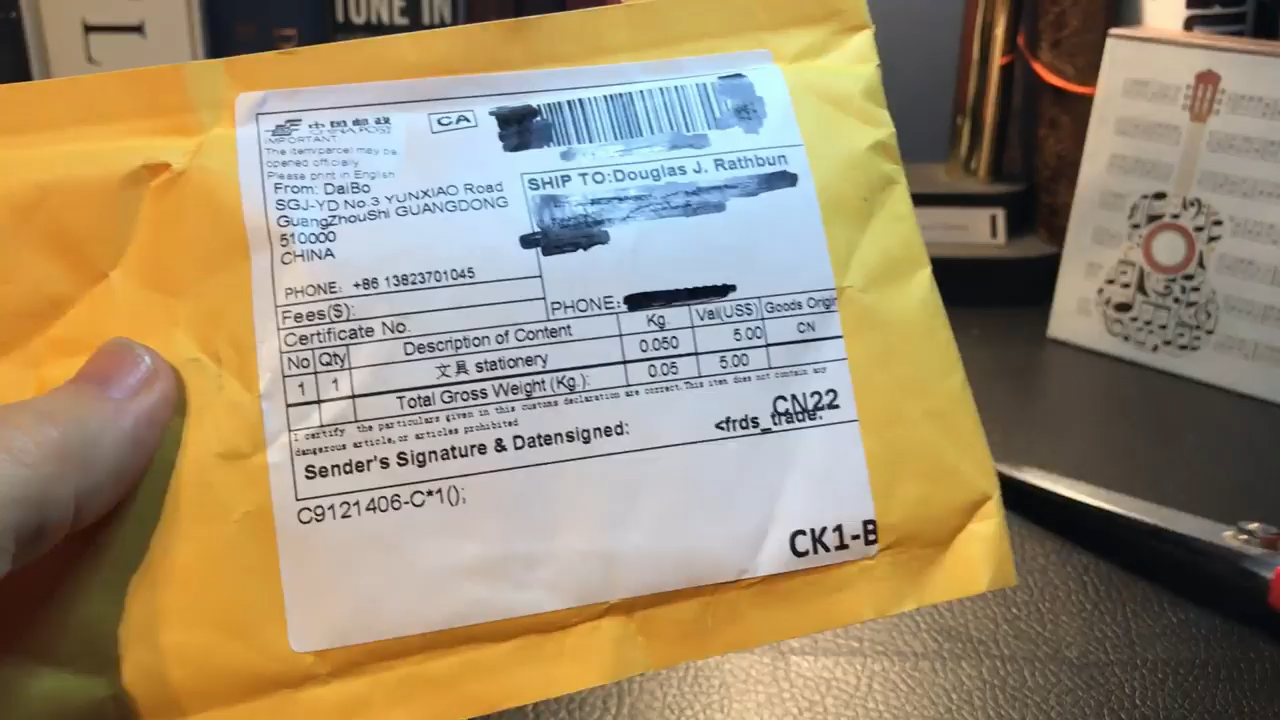 TUNE IN
L
中国邮政
CHINA POST
CA
IMPORTANT
The item/parcel may be
opened officially
Please print in English
From: DaiBo
SGJ-YD No.3 YUNXIAO Road
GuangZhouShi GUANGDONG
510000
CHINA
PHONE: +86 13823701045
SHIP TO:Douglas J. Rathbun
PHONE:
Fees($):
Certificate No.
No Qty Description of Content Kg. Val(US$) Goods Origin
1 1 文具 stationery 0.050 5.00 CN
Total Gross Weight (Kg.): 0.05 5.00
I certify the particulars given in this customs declaration are correct.This item does not contain any
dangerous article,or articles prohibited
CN22
Sender's Signature & Datensigned: <frds_trade.
C9121406-C*1();
CK1-B